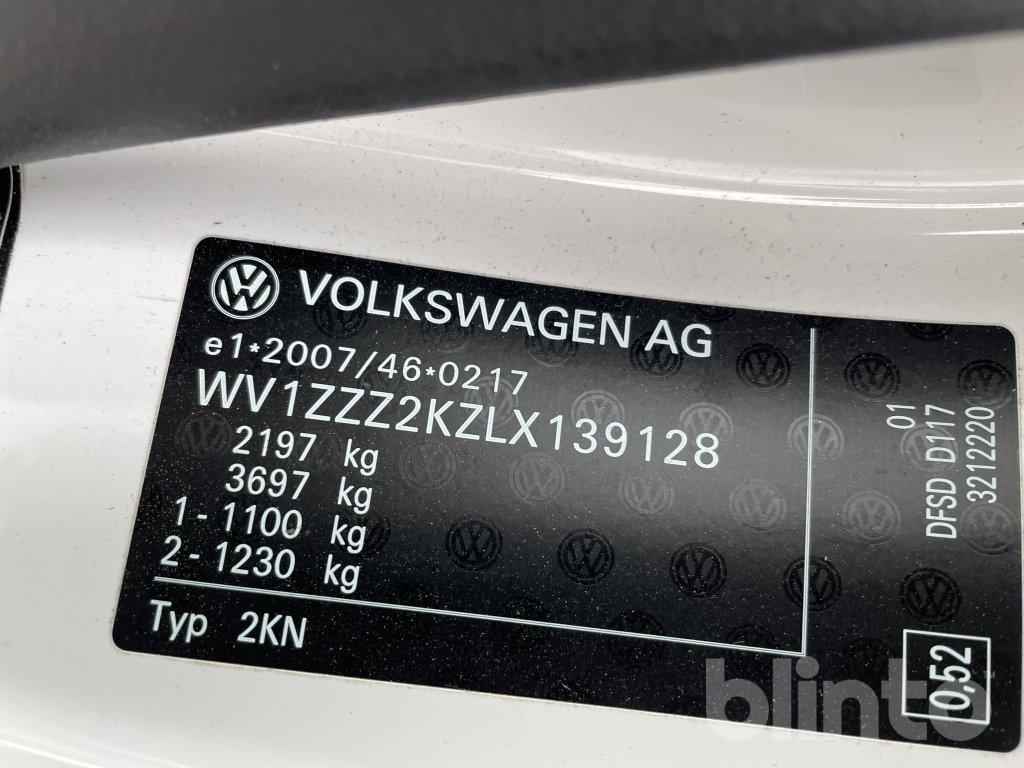 VOLKSWAGEN AG
e1*2007/46*0217
WV1ZZZ2KZLX139128
2197 kg
3697 kg
1 - 1100 kg
2 - 1230 kg
Typ 2KN
01
DFSD D117
32122220
0,52
blinto